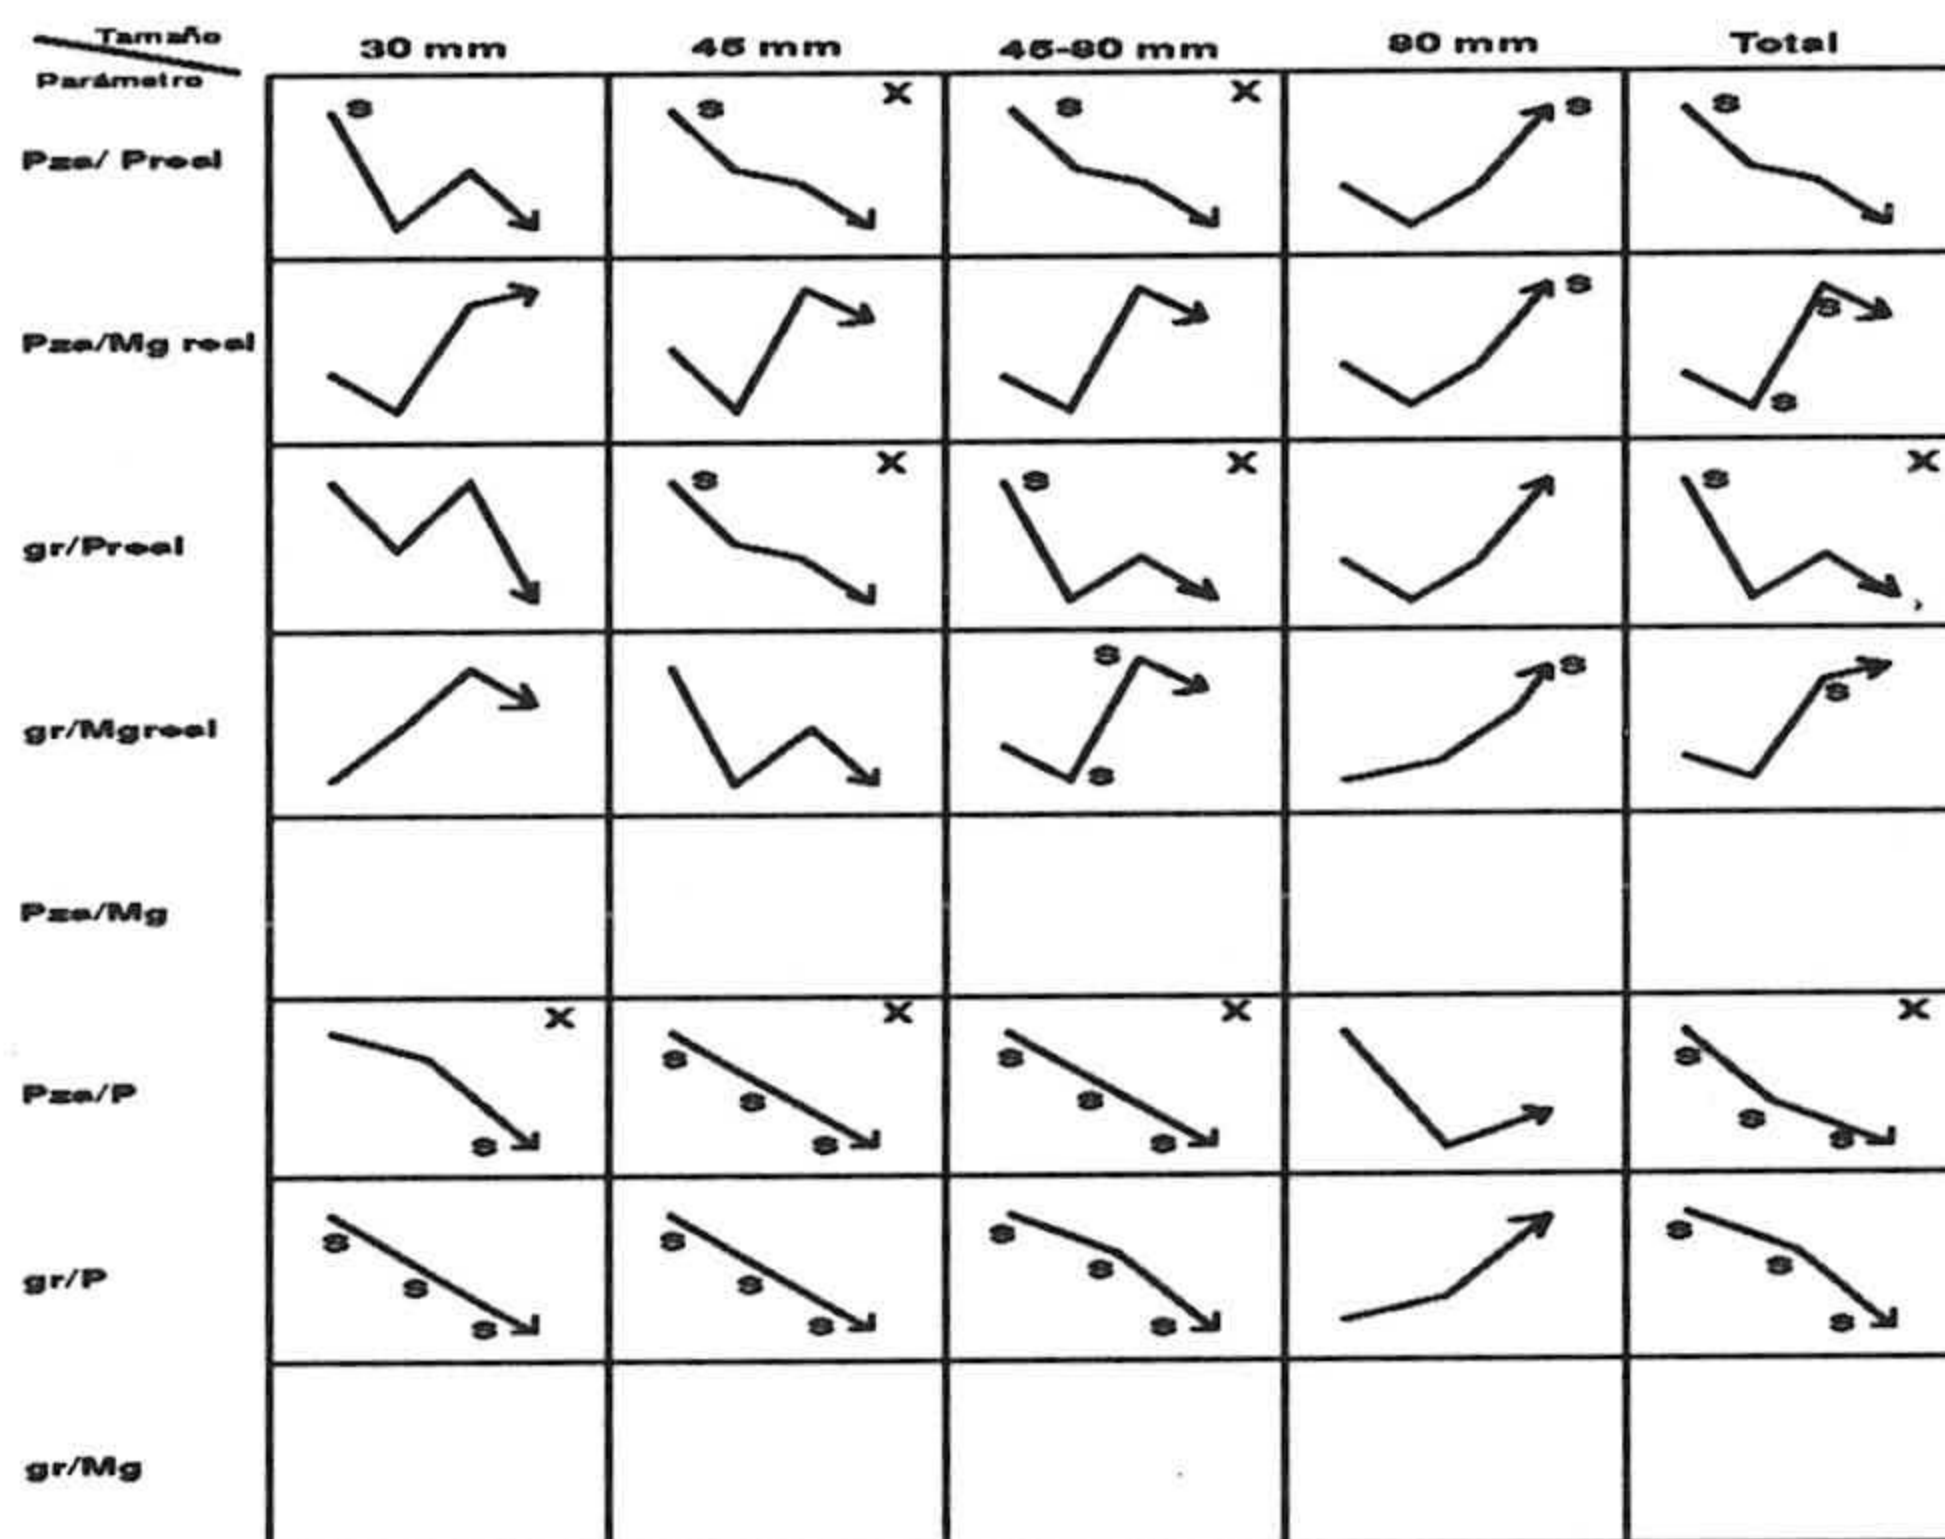 Tamaño
Parámetro
30 mm 45 mm 45-80 mm 80 mm Total
Pza/ Preal s s X s X s s
Pza/Mg real s s s
gr/Preal s X s X s X
gr/Mgreal s s s s
Pza/Mg
Pza/P s X s s s X s s s X s s s X
gr/P s s s s s s s s s s s s
gr/Mg